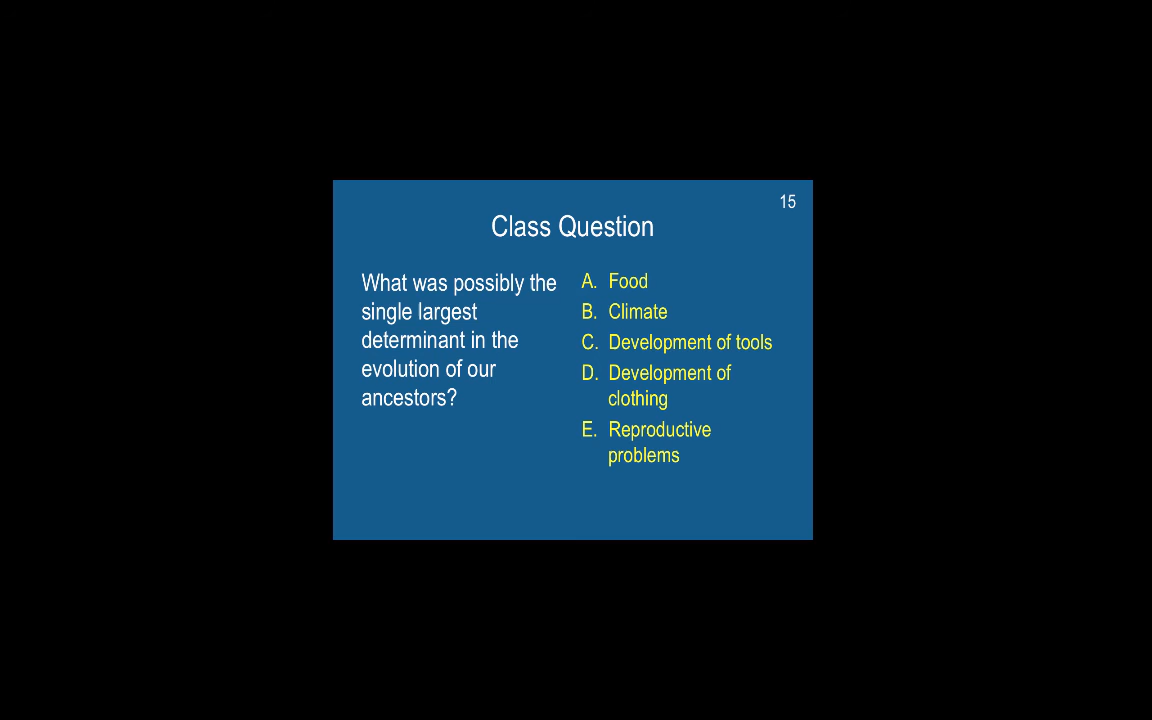 15
Class Question
What was possibly the
single largest
determinant in the
evolution of our
ancestors?
A. Food
B. Climate
C. Development of tools
D. Development of
clothing
E. Reproductive
problems